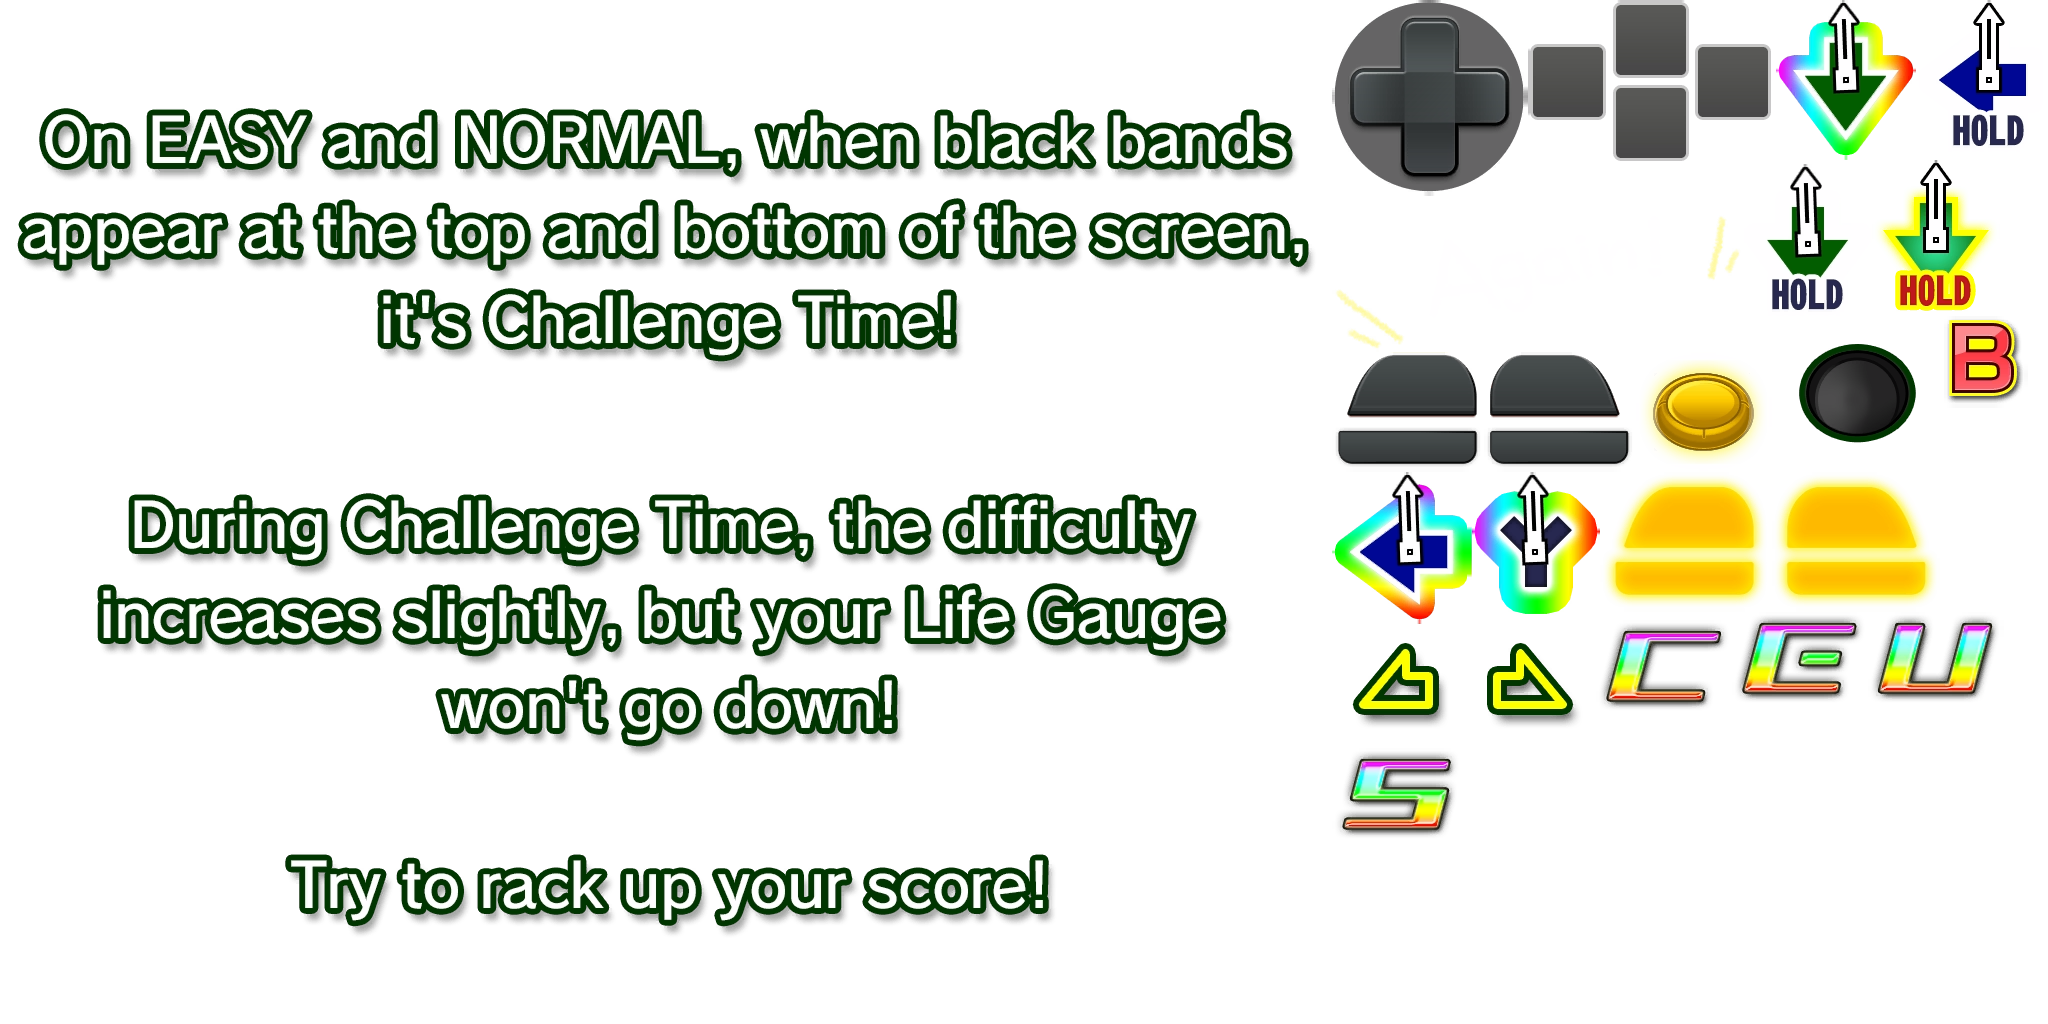 On EASY and NORMAL, when black bands
appear at the top and bottom of the screen,
it's Challenge Time!
During Challenge Time, the difficulty
increases slightly, but your Life Gauge
won't go down!
Try to rack up your score!
HOLD
Again!
HOLD
HOLD
B
Y
C
E
U
S